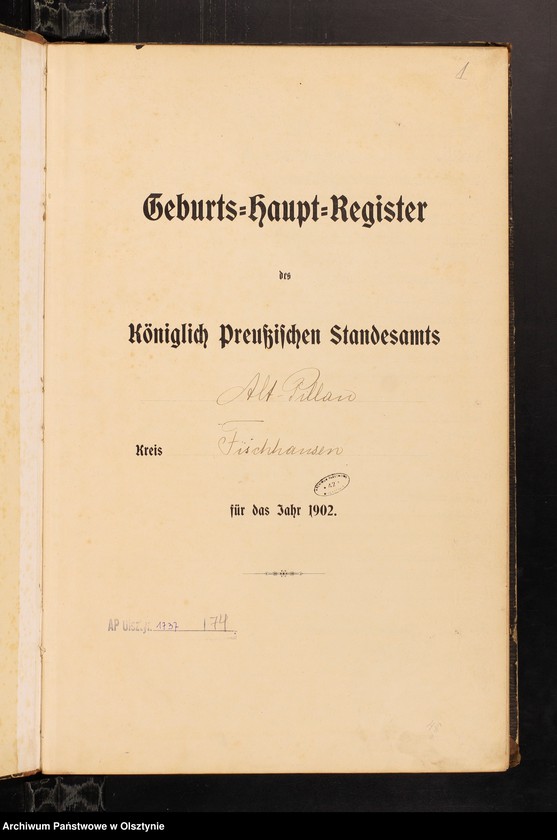 1
Geburts=Haupt=Register
des
Königlich Preußischen Standesamts
Alt-Pillau
Kreis Fischhausen
für das Jahr 1902.
AP Olszt. 1737 174
Archiwum Państwowe w Olsztynie